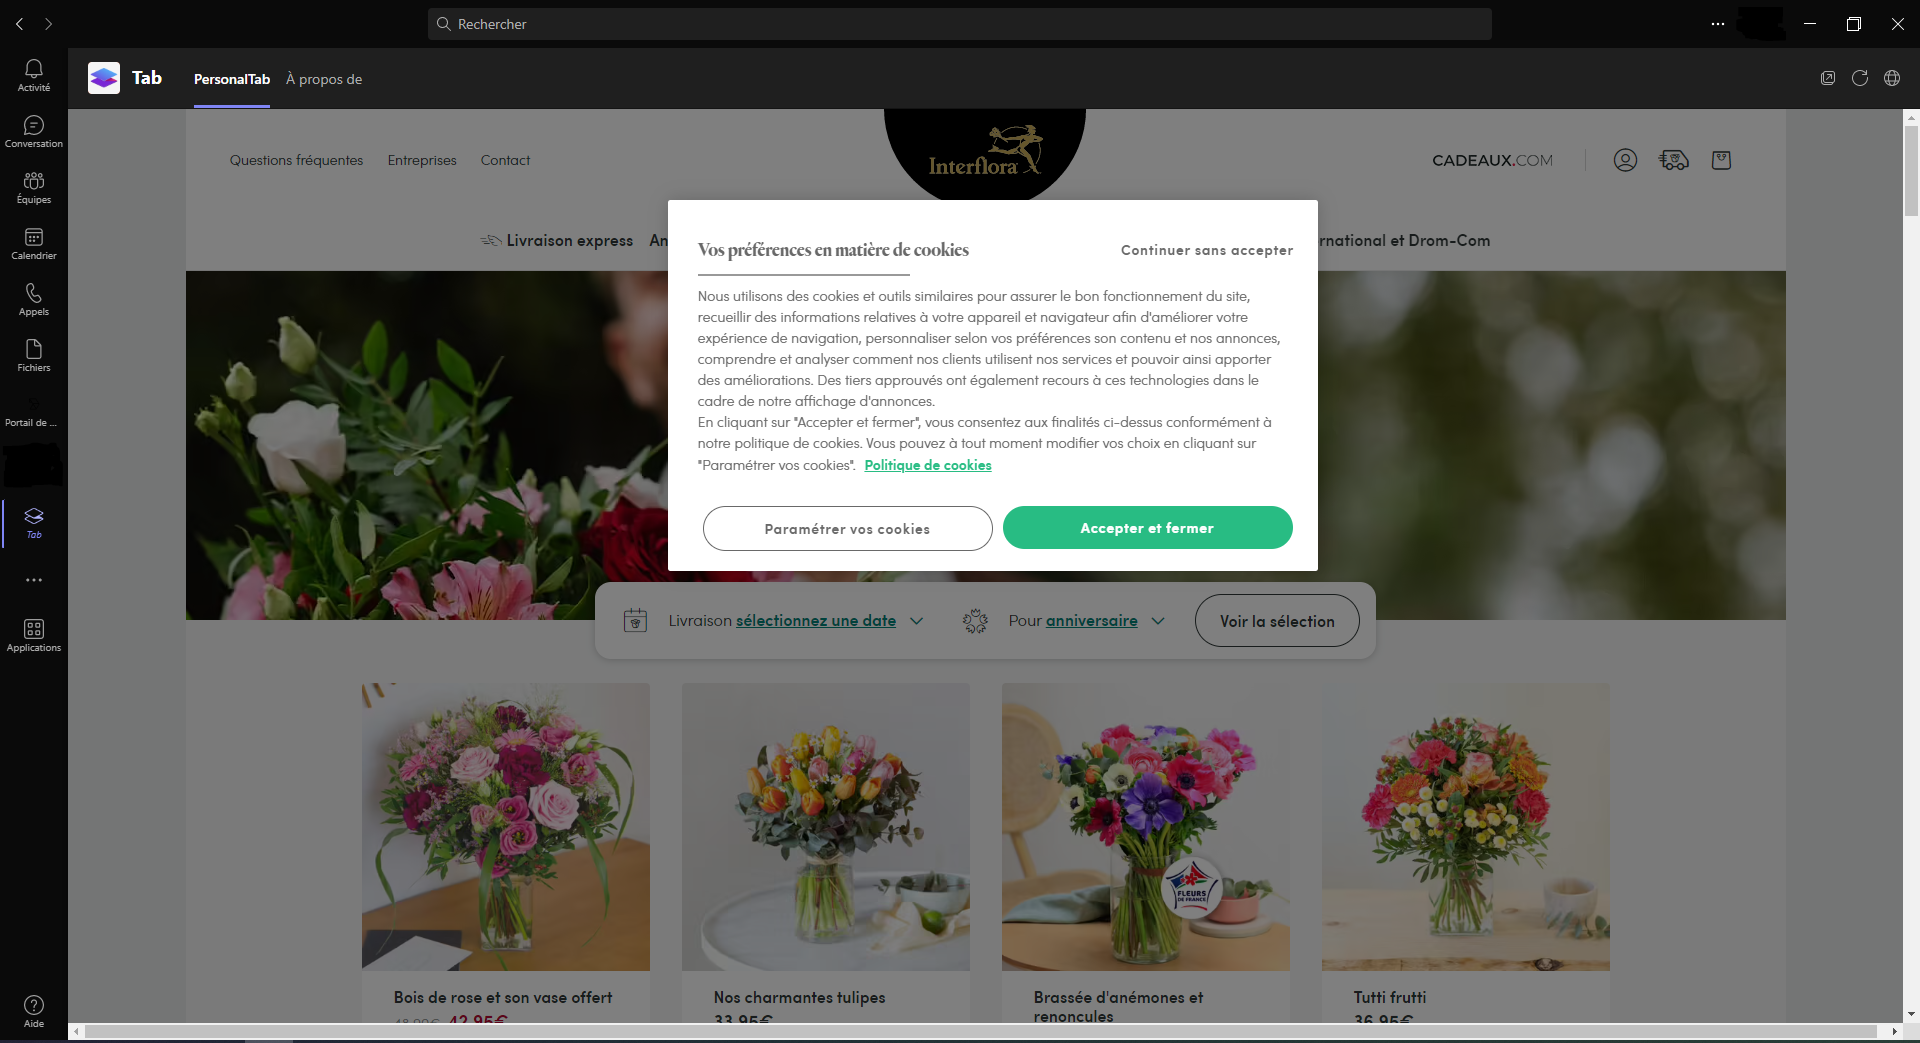 Rechercher
Activité
Conversation
Équipes
Calendrier
Appels
Fichiers
Portail de ...
Tab
Applications
Aide
Tab
PersonalTab
À propos de
Questions fréquentes
Entreprises
Contact
Interflora
CADEAUX.COM
Livraison express
An
rnational et Drom-Com
Vos préférences en matière de cookies
Continuer sans accepter
Nous utilisons des cookies et outils similaires pour assurer le bon fonctionnement du site,
recueillir des informations relatives à votre appareil et navigateur afin d'améliorer votre
expérience de navigation, personnaliser selon vos préférences son contenu et nos annonces,
comprendre et analyser comment nos clients utilisent nos services et pouvoir ainsi apporter
des améliorations. Des tiers approuvés ont également recours à ces technologies dans le
cadre de notre affichage d'annonces.
En cliquant sur "Accepter et fermer", vous consentez aux finalités ci-dessus conformément à
notre politique de cookies. Vous pouvez à tout moment modifier vos choix en cliquant sur
"Paramétrer vos cookies". Politique de cookies
Paramétrer vos cookies
Accepter et fermer
Livraison sélectionnez une date
Pour anniversaire
Voir la sélection
FLEURS
DE FRANCE
Bois de rose et son vase offert
48,90€ 42,95€
Nos charmantes tulipes
33,95€
Brassée d'anémones et
renoncules
Tutti frutti
36,95€